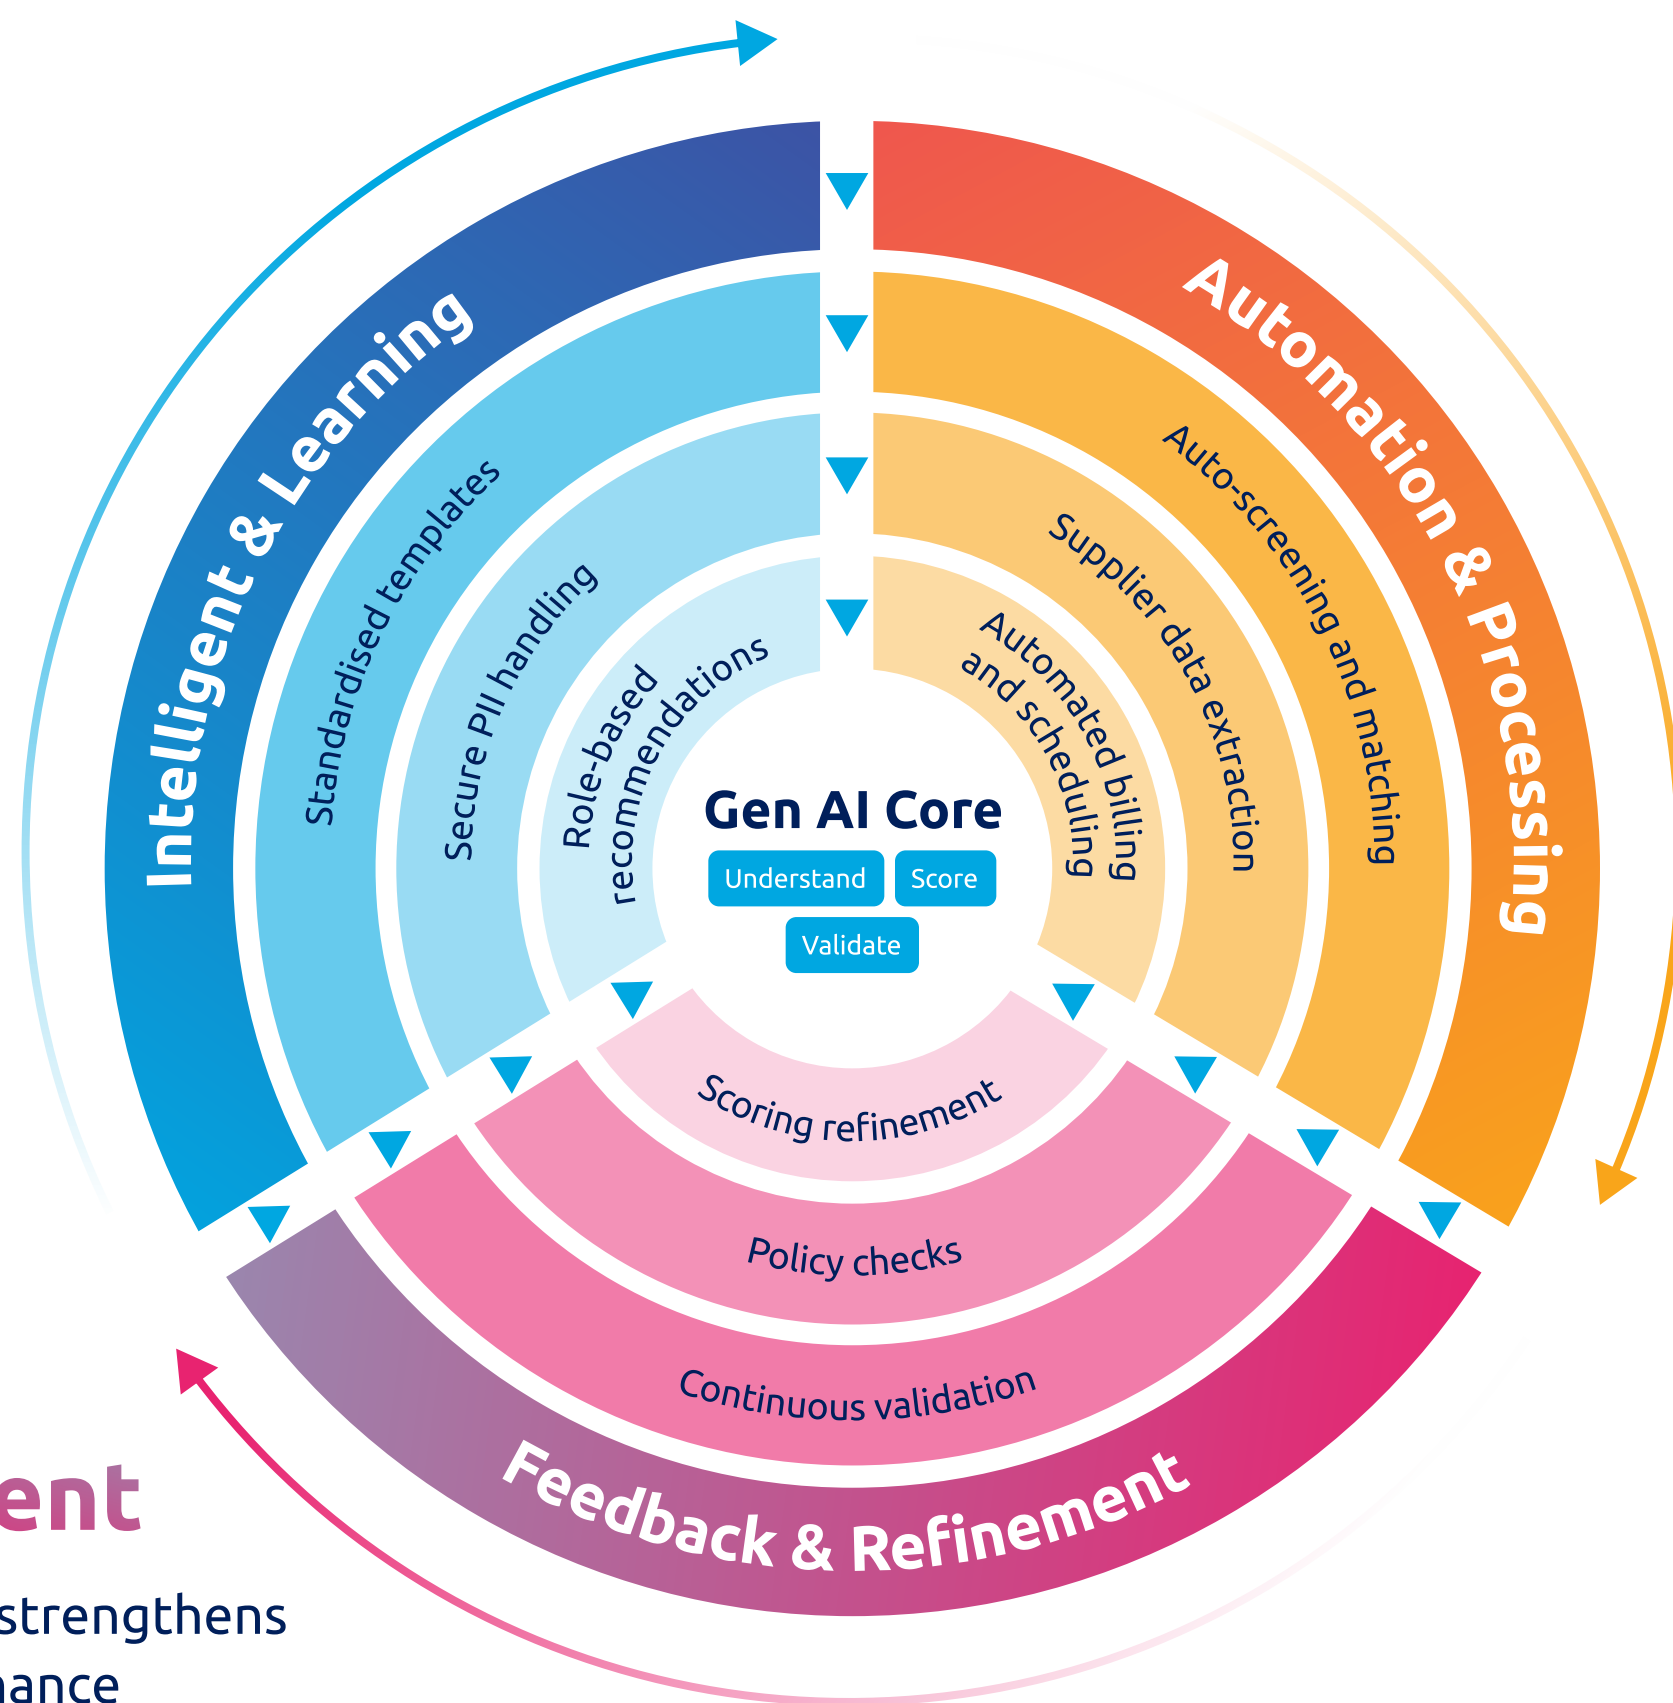 Intelligent & Learning
Standardised templates
Secure PII handling
Role-based
recommendations
Automation & Processing
Auto-screening and matching
Supplier data extraction
Automated billing
and scheduling
Gen AI Core
Understand
Score
Validate
Scoring refinement
Policy checks
Continuous validation
Feedback & Refinement
strengthens